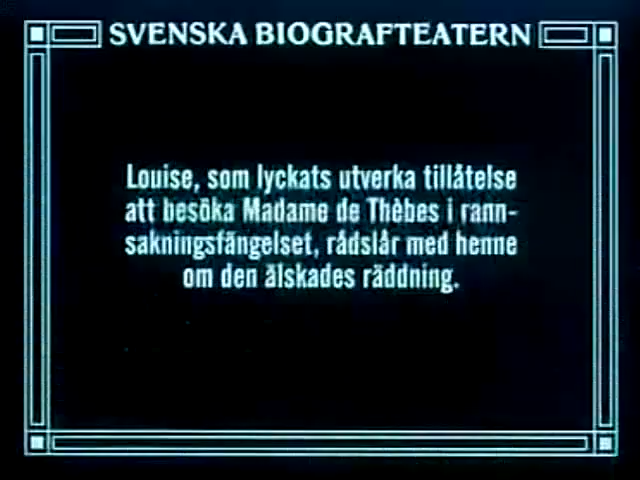 SVENSKA BIOGRAFTEATERN
Louise, som lyckats utverka tillåtelse
att besöka Madame de Thèbes i rann-
sakningsfängelset, rådslår med henne
om den älskades räddning.